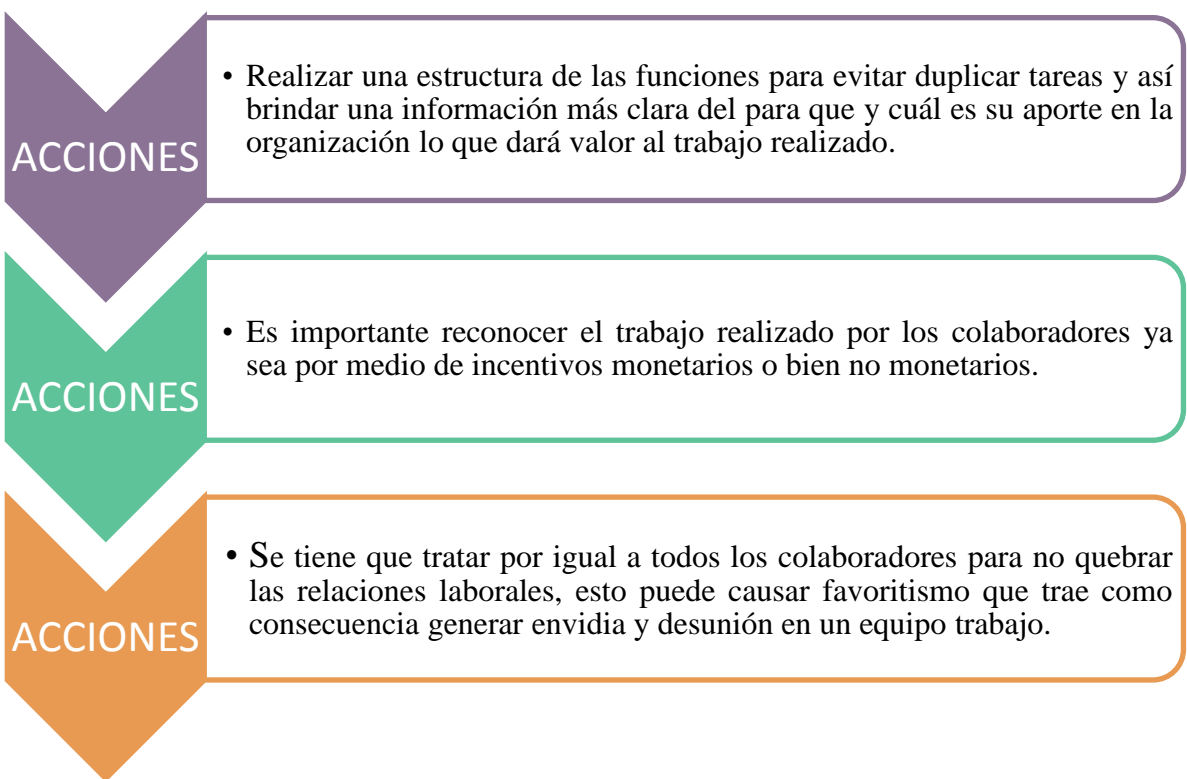 ACCIONES
• Realizar una estructura de las funciones para evitar duplicar tareas y así
brindar una información más clara del para que y cuál es su aporte en la
organización lo que dará valor al trabajo realizado.
ACCIONES
• Es importante reconocer el trabajo realizado por los colaboradores ya
sea por medio de incentivos monetarios o bien no monetarios.
ACCIONES
• Se tiene que tratar por igual a todos los colaboradores para no quebrar
las relaciones laborales, esto puede causar favoritismo que trae como
consecuencia generar envidia y desunión en un equipo trabajo.